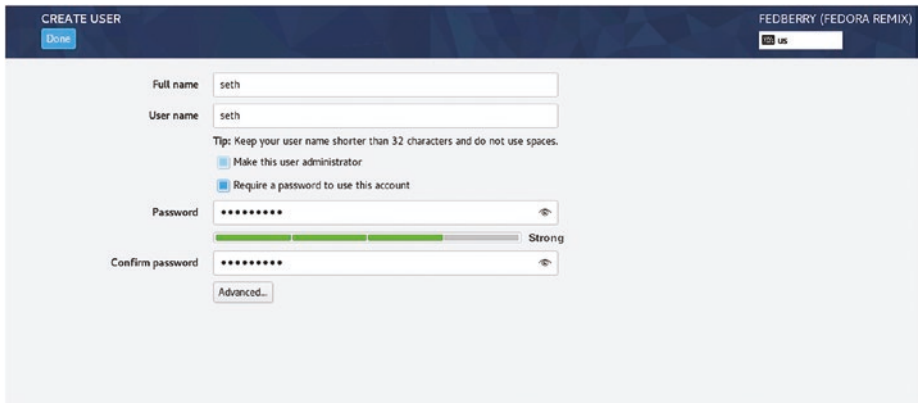 CREATE USER
FEDBERRY (FEDORA REMIX)
Done
us
Full name seth
User name seth
Tip: Keep your user name shorter than 32 characters and do not use spaces.
Make this user administrator
Require a password to use this account
Password •••••••••
Strong
Confirm password •••••••••
Advanced...